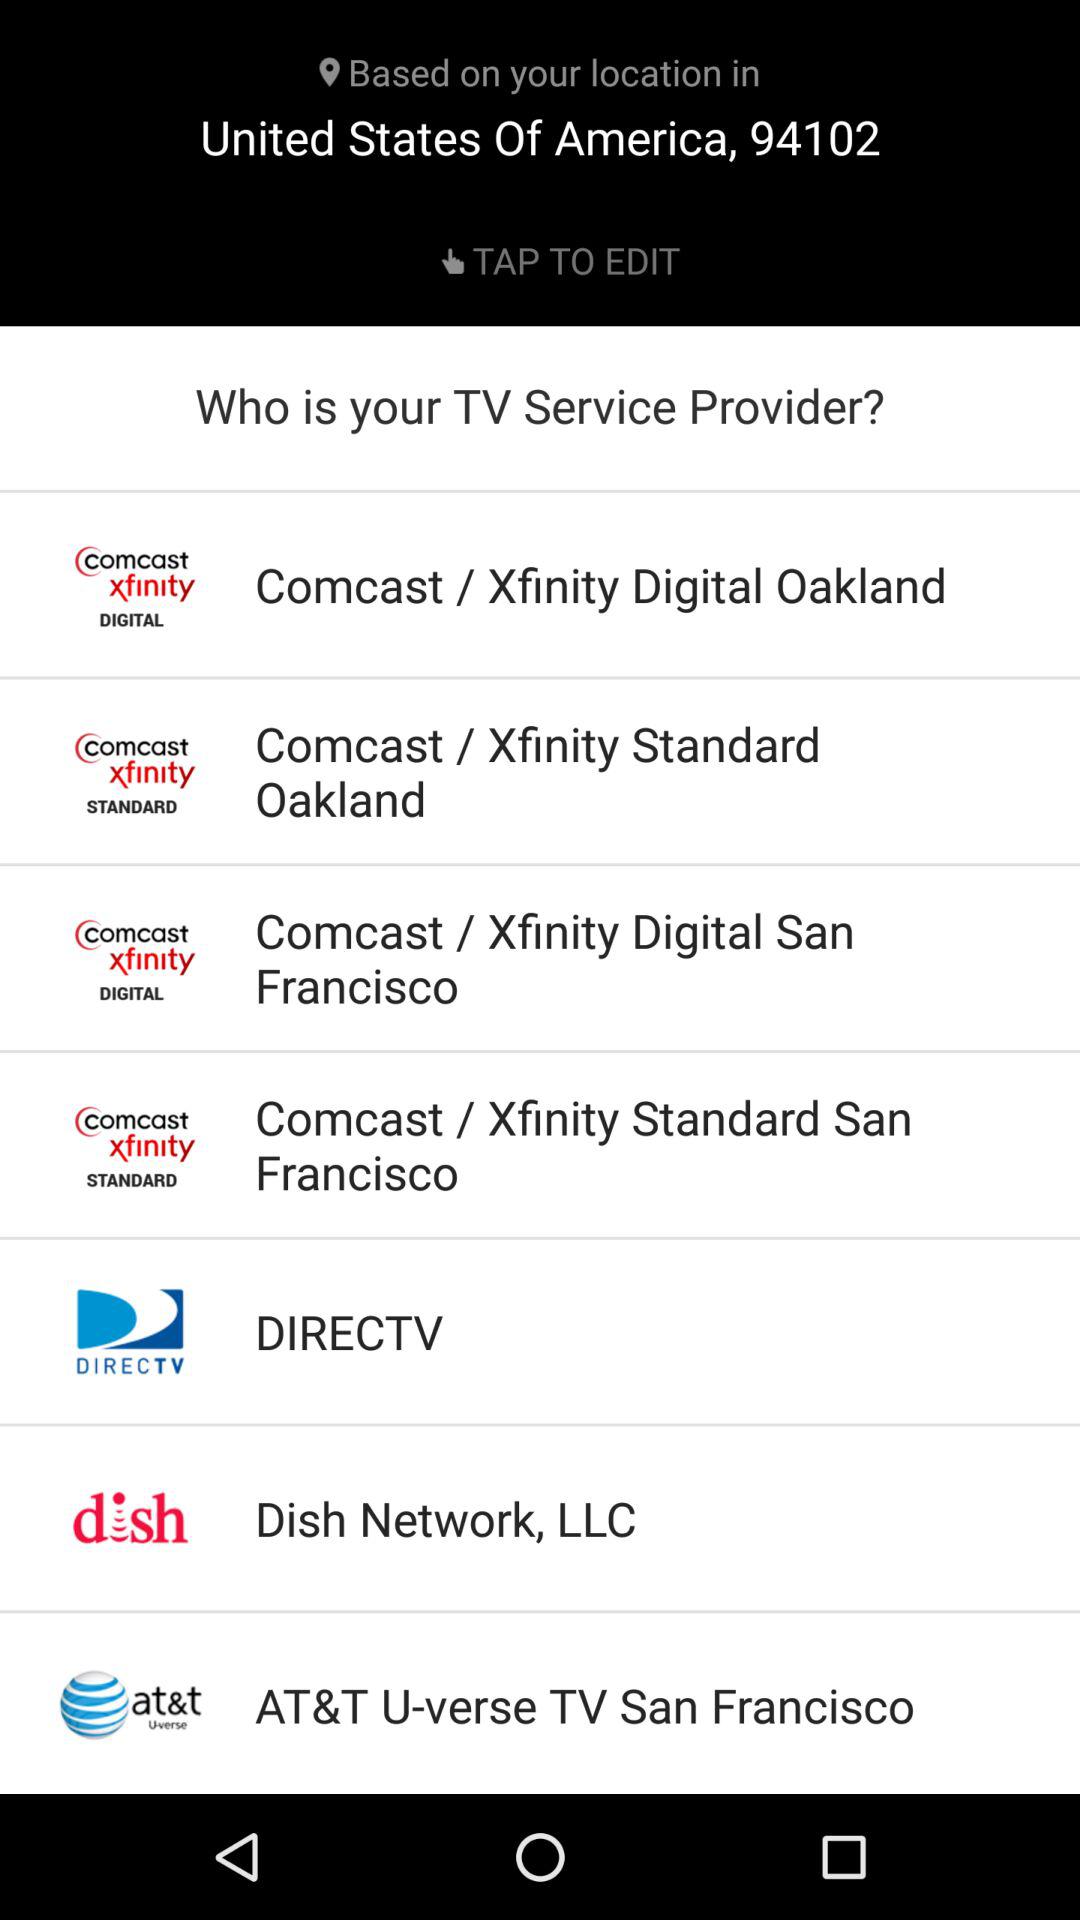 Based on your location in
United States Of America, 94102
TAP TO EDIT
Who is your TV Service Provider?
comcast
xfinity
DIGITAL
Comcast / Xfinity Digital Oakland
comcast
xfinity
STANDARD
Comcast / Xfinity Standard
Oakland
comcast
xfinity
DIGITAL
Comcast / Xfinity Digital San
Francisco
comcast
xfinity
STANDARD
Comcast / Xfinity Standard San
Francisco
DIRECTV
DIRECTV
dish
Dish Network, LLC
at&t
U-verse
AT&T U-verse TV San Francisco